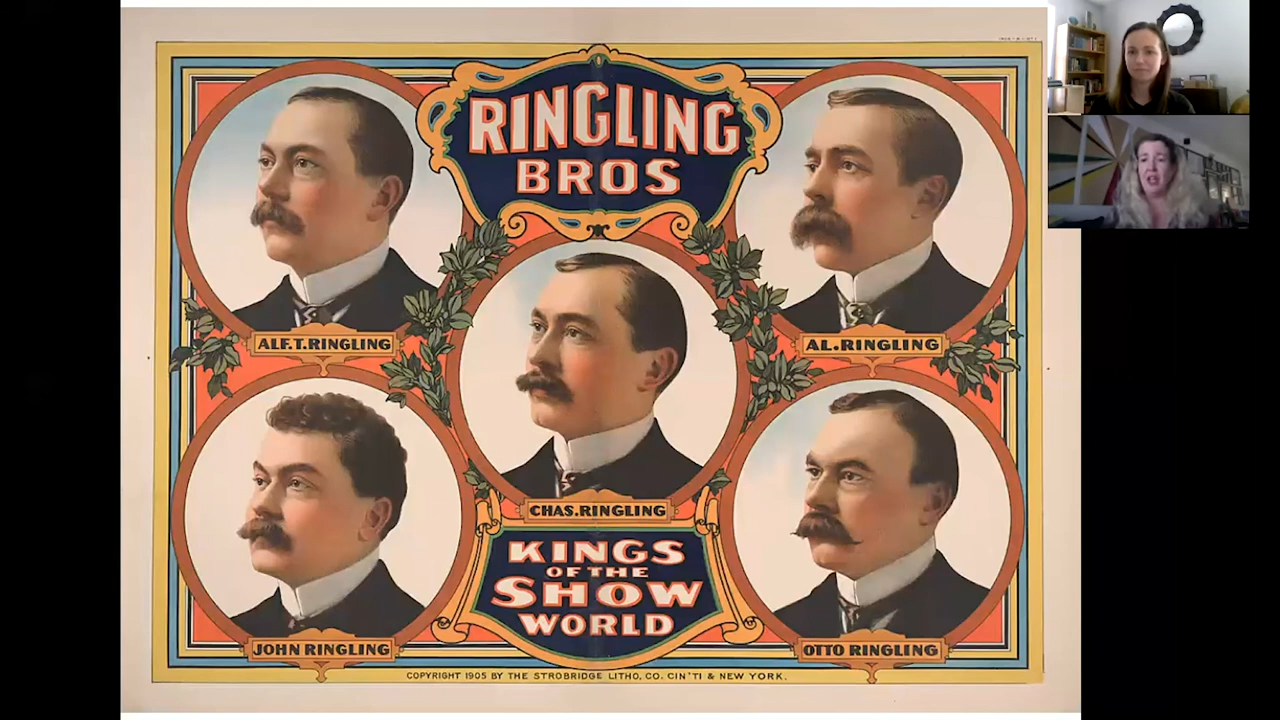 RINGLING
BROS
ALF. T. RINGLING
AL. RINGLING
CHAS. RINGLING
KINGS
OF THE
SHOW
WORLD
JOHN RINGLING
OTTO RINGLING
COPYRIGHT 1905 BY THE STROBRIDGE LITHO. CO. CIN'TI & NEW YORK.